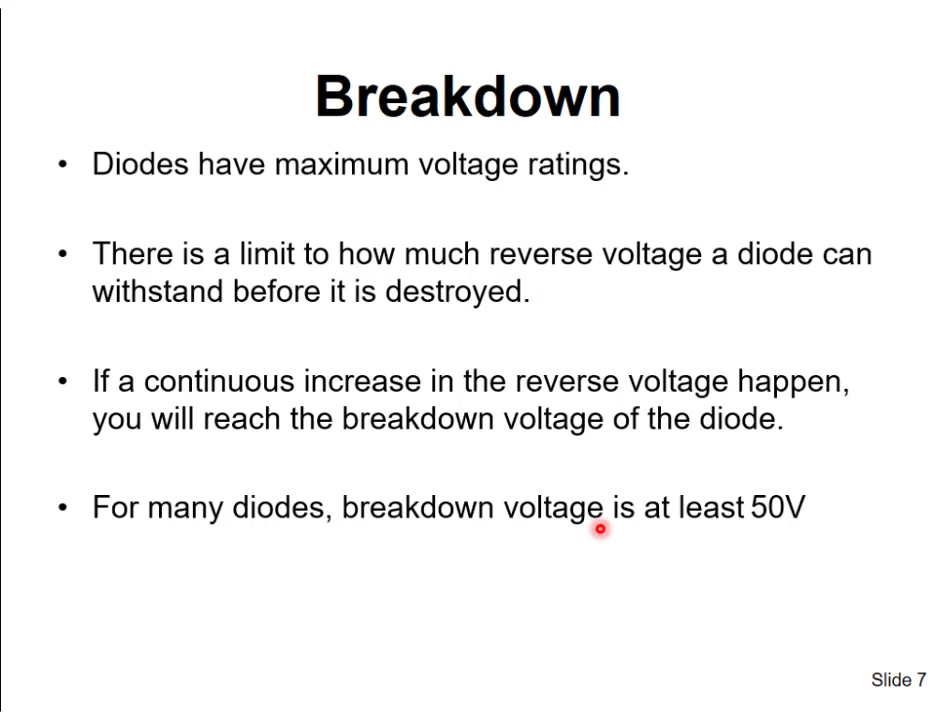 Breakdown
• Diodes have maximum voltage ratings.
• There is a limit to how much reverse voltage a diode can
withstand before it is destroyed.
• If a continuous increase in the reverse voltage happen,
you will reach the breakdown voltage of the diode.
• For many diodes, breakdown voltage is at least 50V
Slide 7